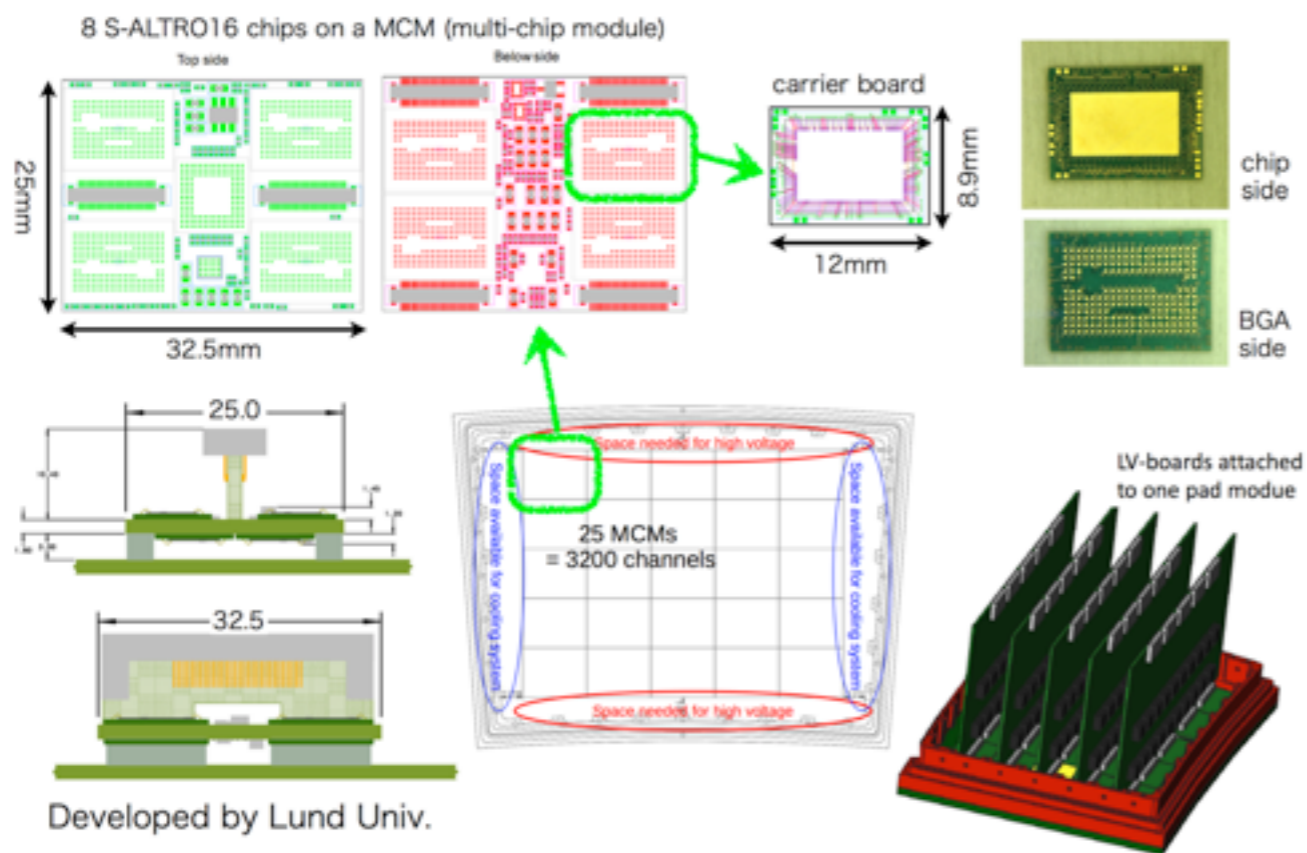 8 S-ALTRO16 chips on a MCM (multi-chip module)
Top side
Below side
25mm
32.5mm
carrier board
8.9mm
12mm
chip
side
BGA
side
25.0
32.5
Developed by Lund Univ.
Space needed for high voltage
Space available for cooling system
Space available for cooling system
25 MCMs
= 3200 channels
Space needed for high voltage
LV-boards attached
to one pad modue